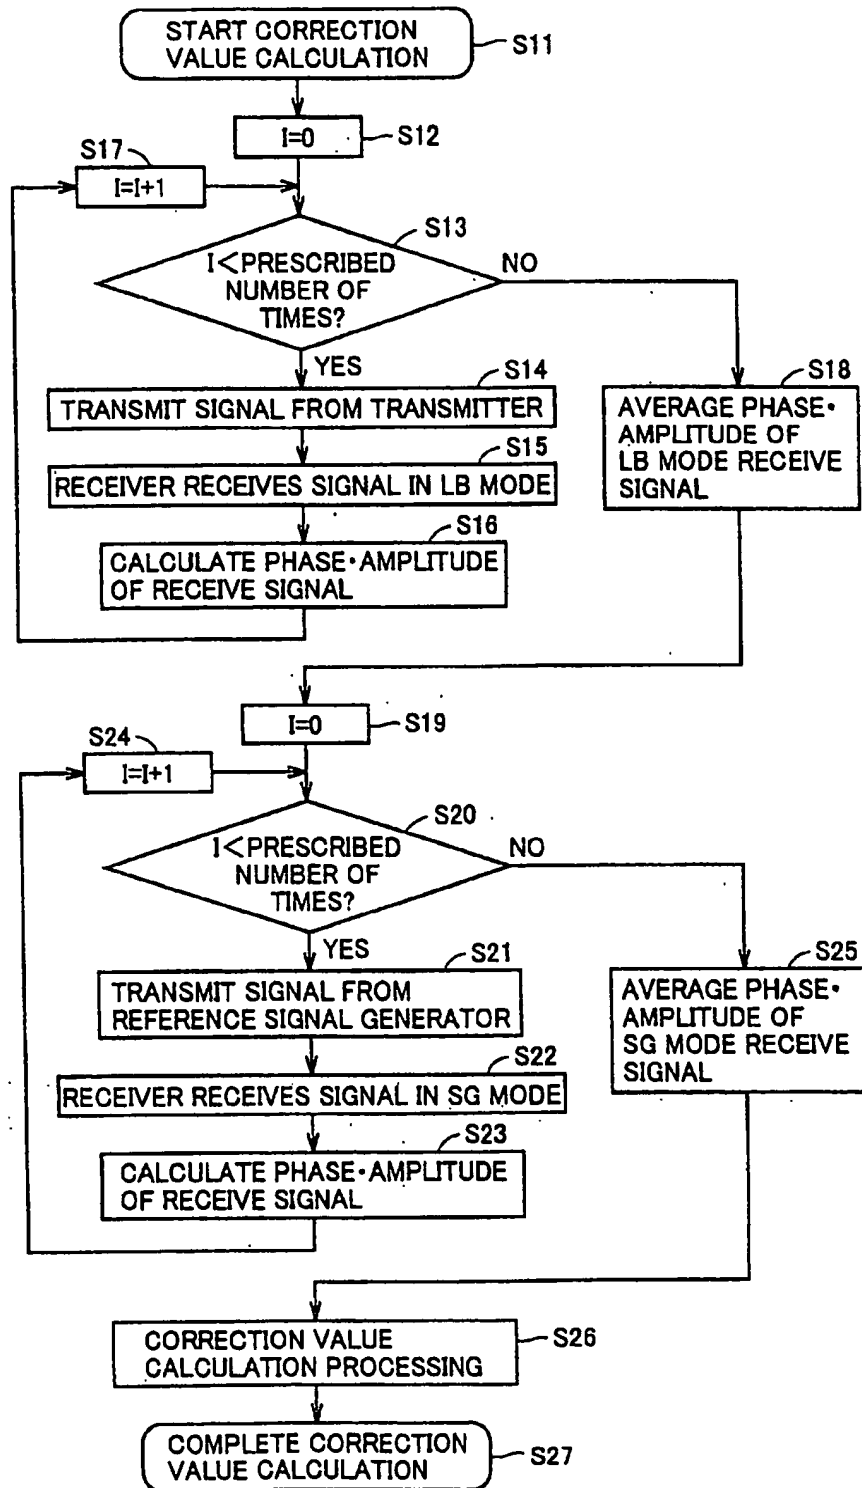 START CORRECTION
VALUE CALCULATION
S11
I=0
S12
S17
I=I+1
S13
I<PRESCRIBED
NUMBER OF
TIMES?
NO
YES
S14
TRANSMIT SIGNAL FROM TRANSMITTER
S15
RECEIVER RECEIVES SIGNAL IN LB MODE
S16
CALCULATE PHASE•AMPLITUDE
OF RECEIVE SIGNAL
S18
AVERAGE PHASE•
AMPLITUDE OF
LB MODE RECEIVE
SIGNAL
I=0
S19
S24
I=I+1
S20
I<PRESCRIBED
NUMBER OF
TIMES?
NO
YES
S21
TRANSMIT SIGNAL FROM
REFERENCE SIGNAL GENERATOR
S22
RECEIVER RECEIVES SIGNAL IN SG MODE
S23
CALCULATE PHASE•AMPLITUDE
OF RECEIVE SIGNAL
S25
AVERAGE PHASE•
AMPLITUDE OF
SG MODE RECEIVE
SIGNAL
CORRECTION VALUE
CALCULATION PROCESSING
S26
COMPLETE CORRECTION
VALUE CALCULATION
S27